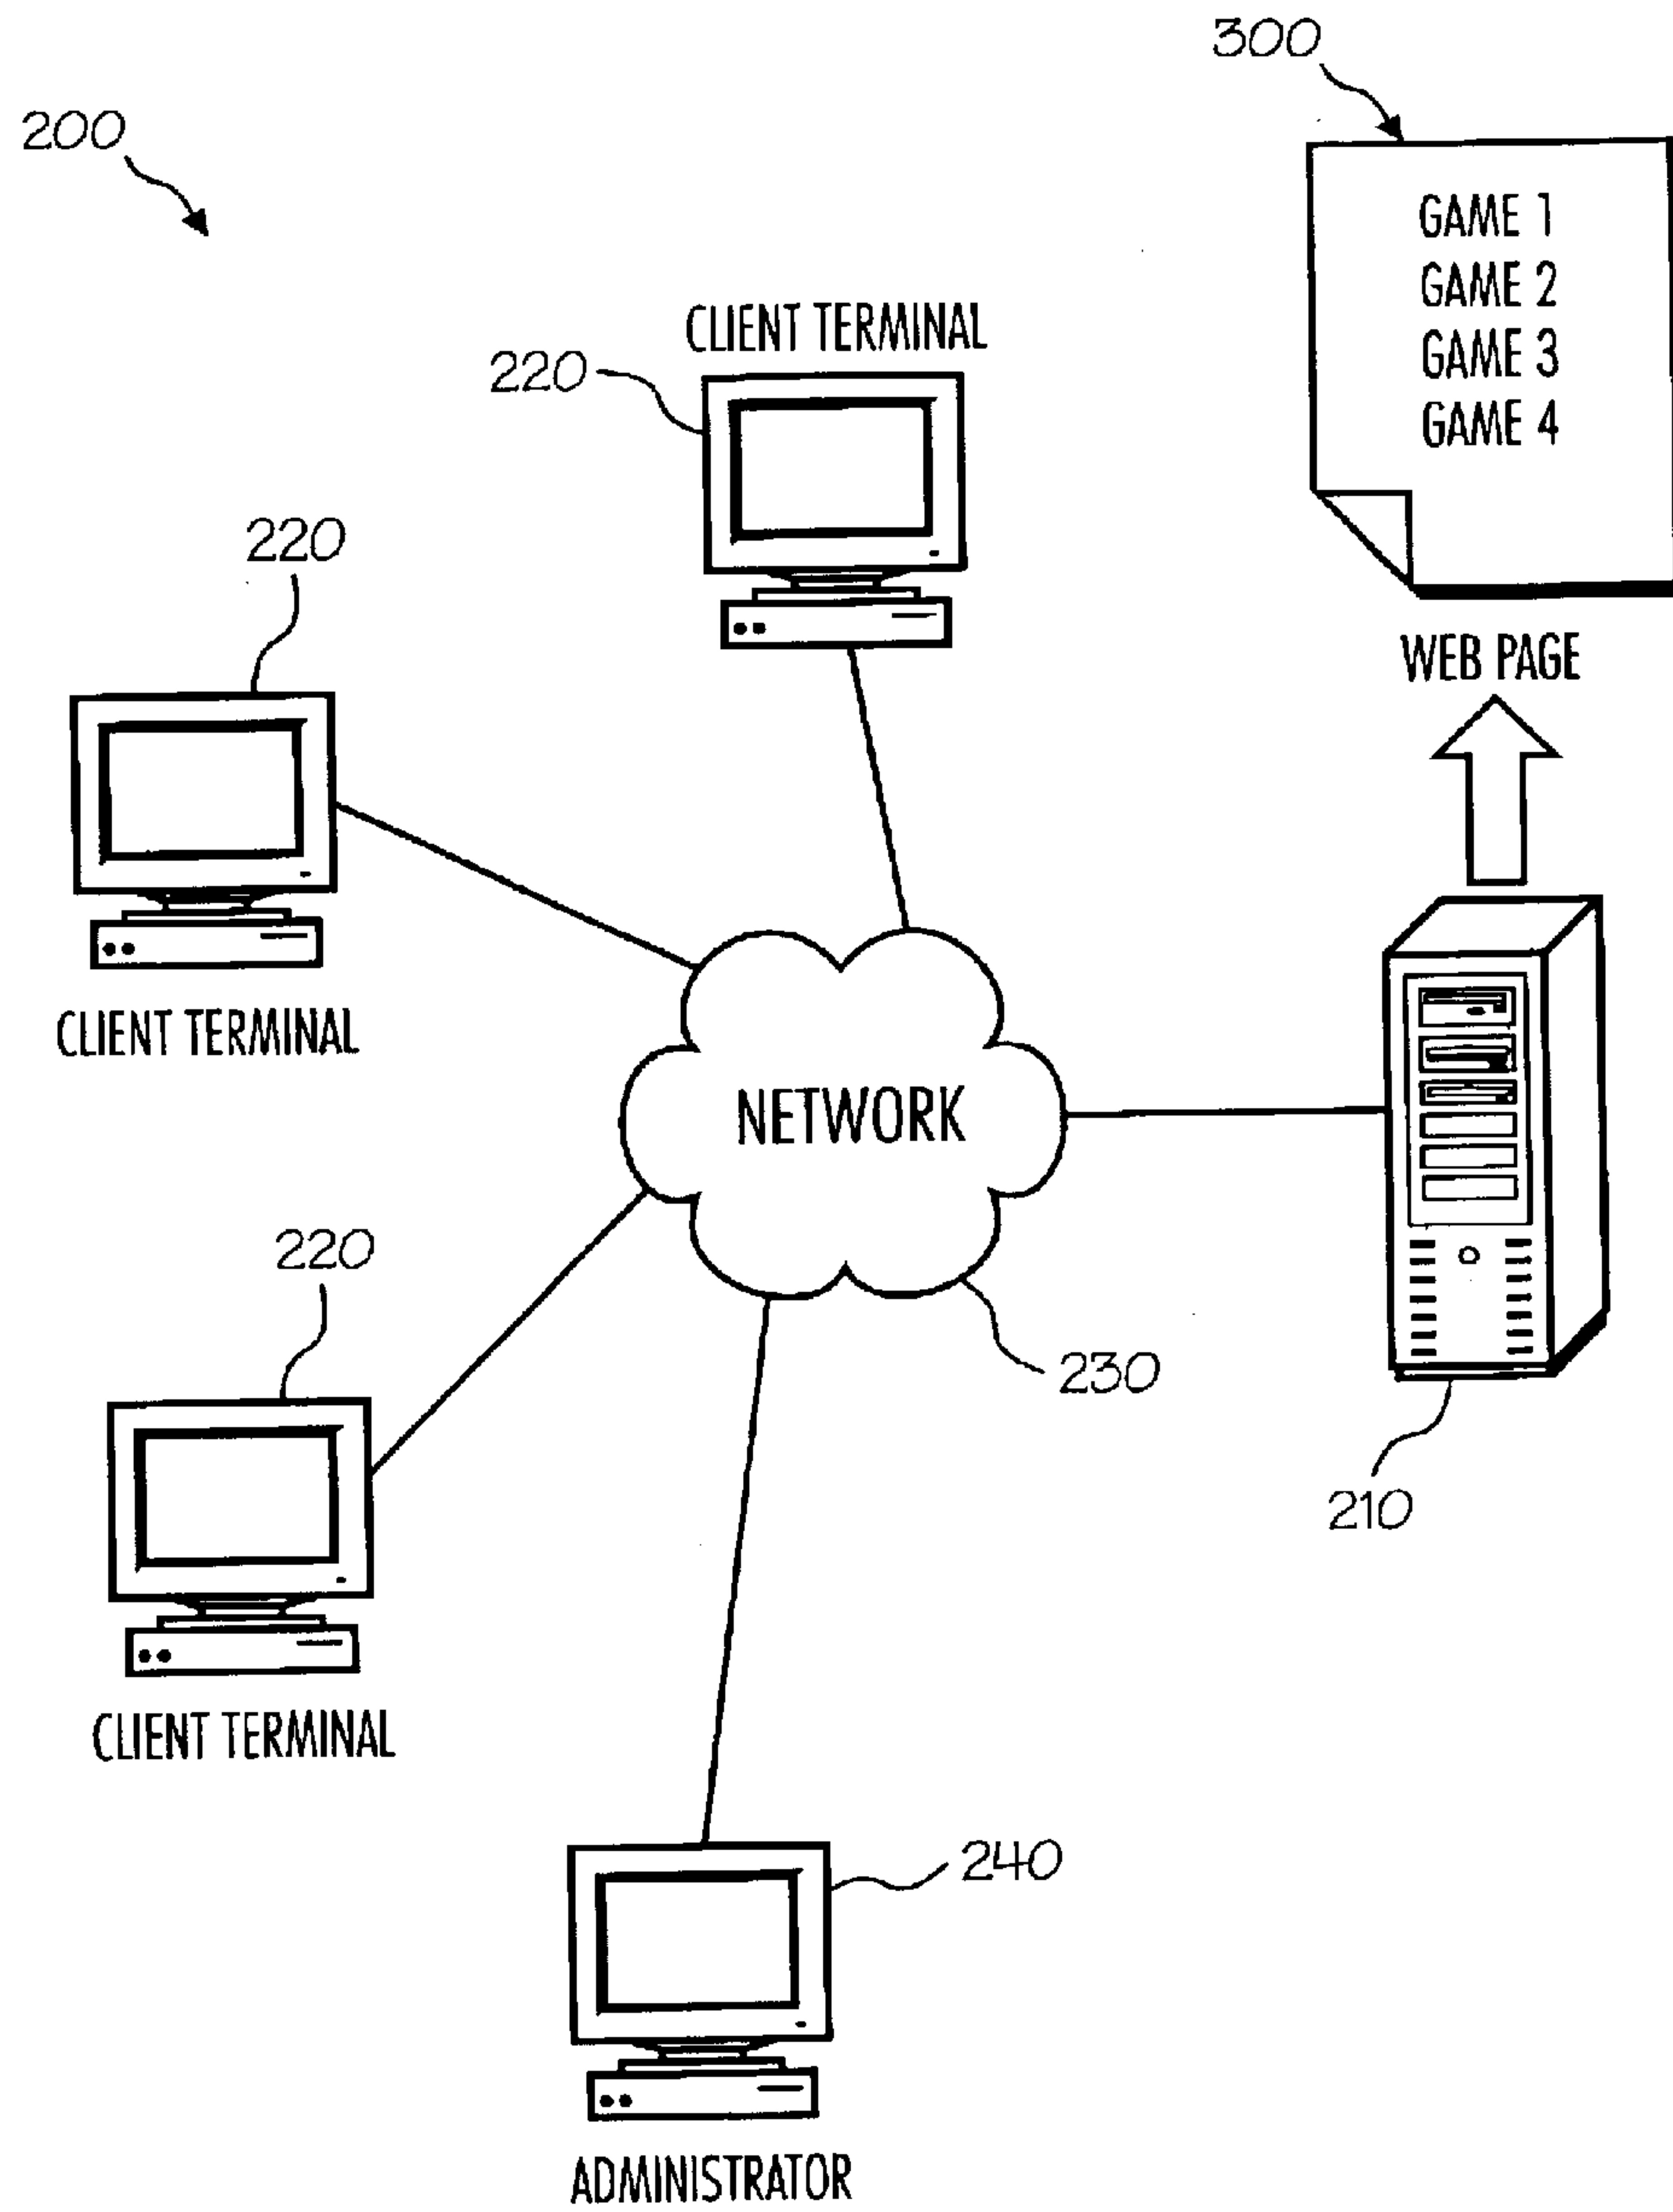 300
200
GAME 1
GAME 2
GAME 3
GAME 4
CLIENT TERMINAL
220
220
WEB PAGE
CLIENT TERMINAL
NETWORK
220
230
210
CLIENT TERMINAL
240
ADMINISTRATOR